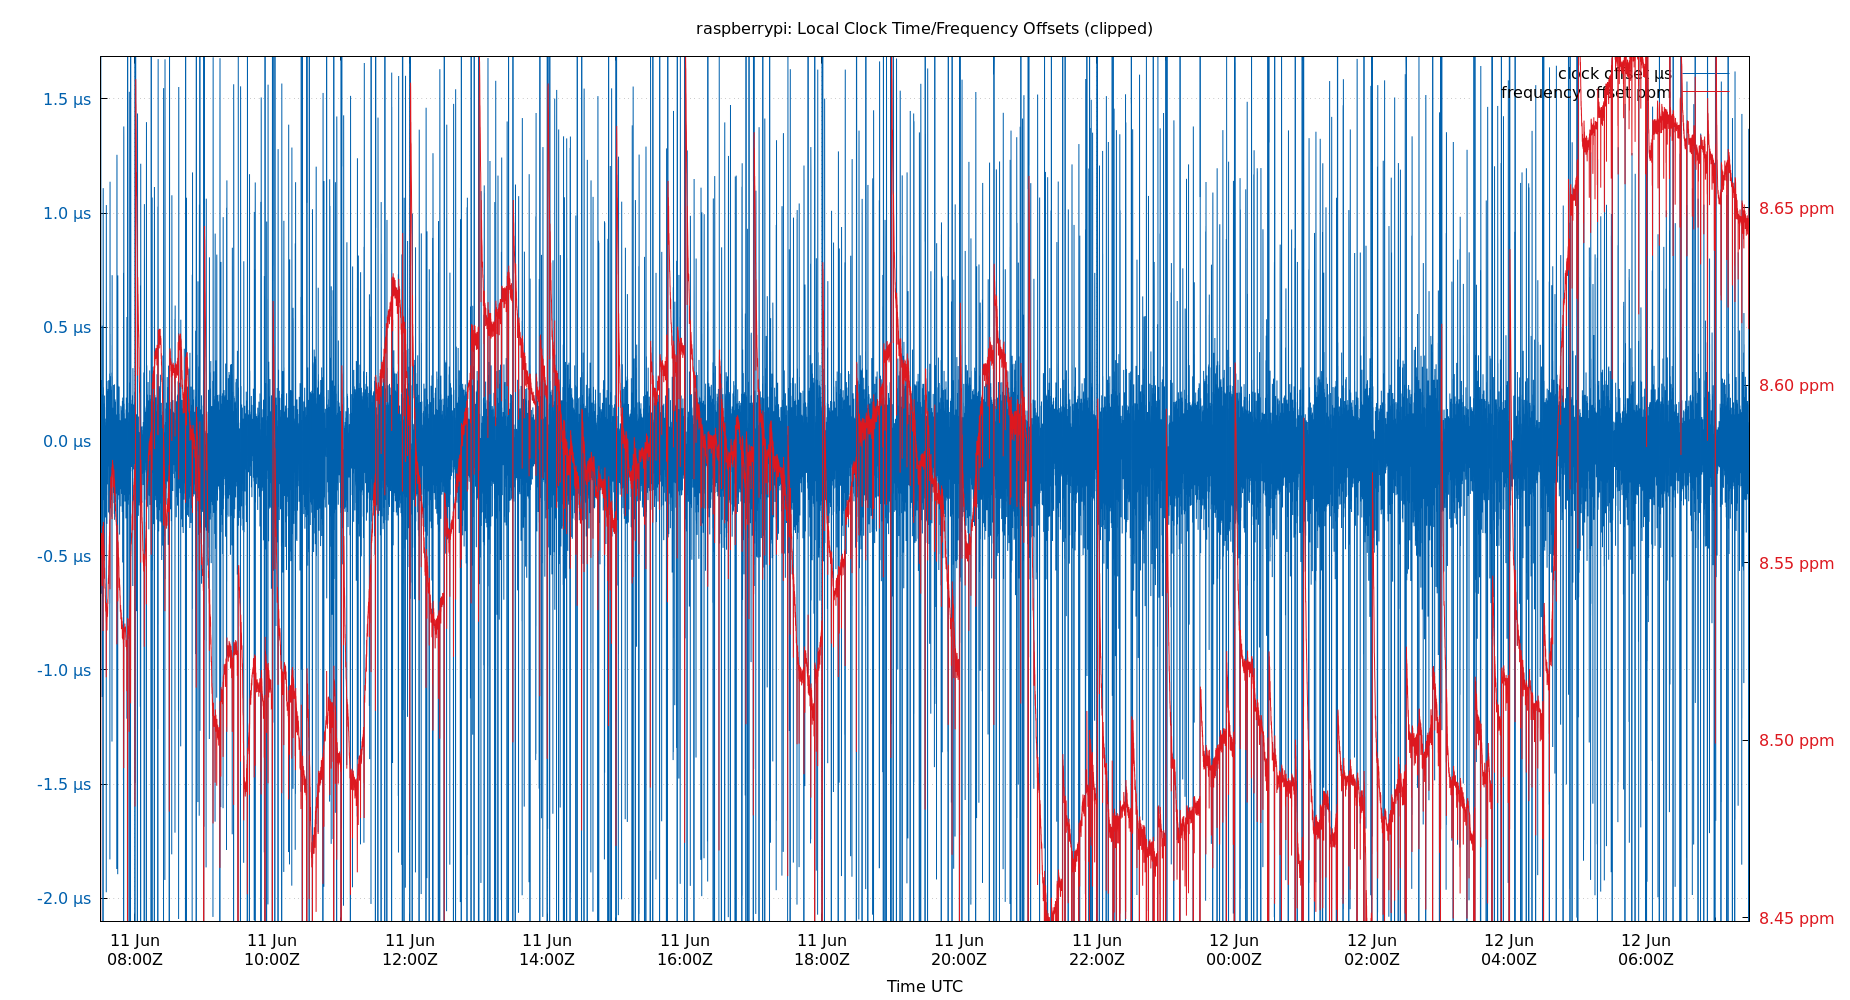 raspberrypi: Local Clock Time/Frequency Offsets (clipped)
clock offset µs
frequency offset ppm
1.5 µs
1.0 µs
0.5 µs
0.0 µs
-0.5 µs
-1.0 µs
-1.5 µs
-2.0 µs
8.65 ppm
8.60 ppm
8.55 ppm
8.50 ppm
8.45 ppm
11 Jun 11 Jun 11 Jun 11 Jun 11 Jun 11 Jun 11 Jun 11 Jun 12 Jun 12 Jun 12 Jun 12 Jun
08:00Z 10:00Z 12:00Z 14:00Z 16:00Z 18:00Z 20:00Z 22:00Z 00:00Z 02:00Z 04:00Z 06:00Z
Time UTC